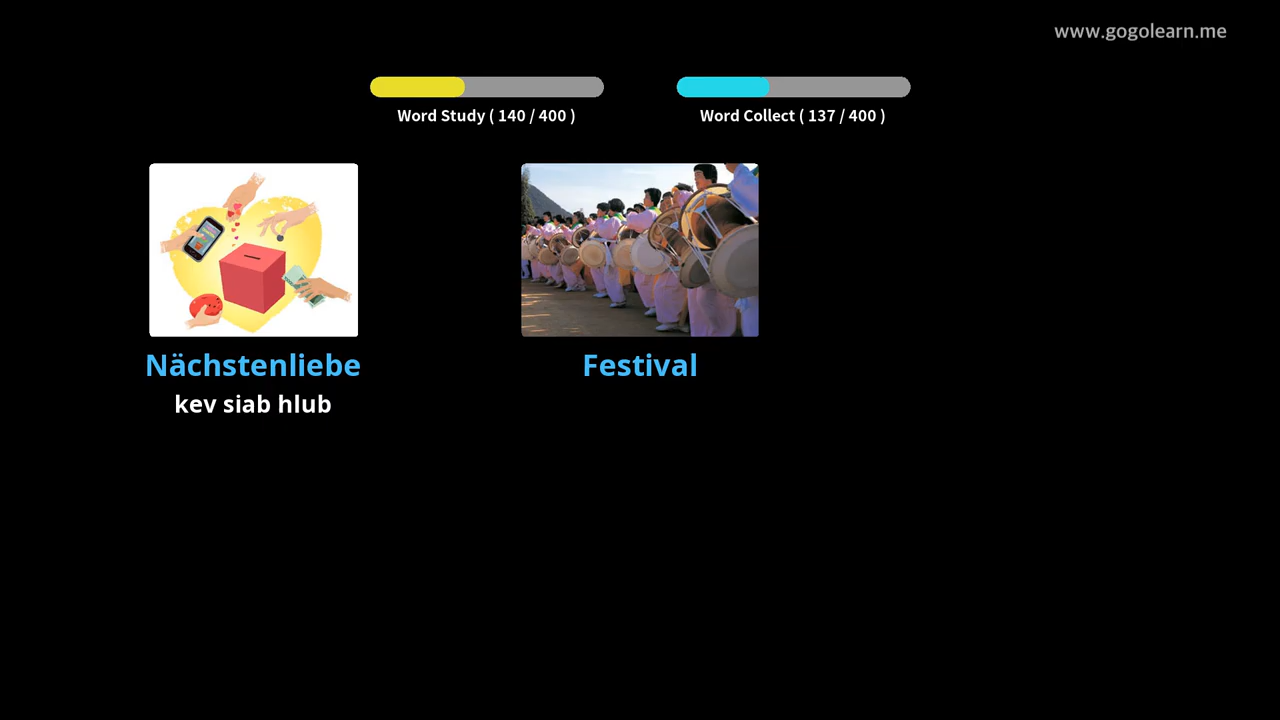 www.gogolearn.me
Word Study ( 140 / 400 )
Word Collect ( 137 / 400 )
Nächstenliebe
kev siab hlub
Festival